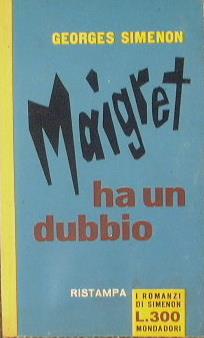 GEORGES SIMENON
Maigret
ha un
dubbio
RISTAMPA
I ROMANZI
DI SIMENON
L.300
MONDADORI